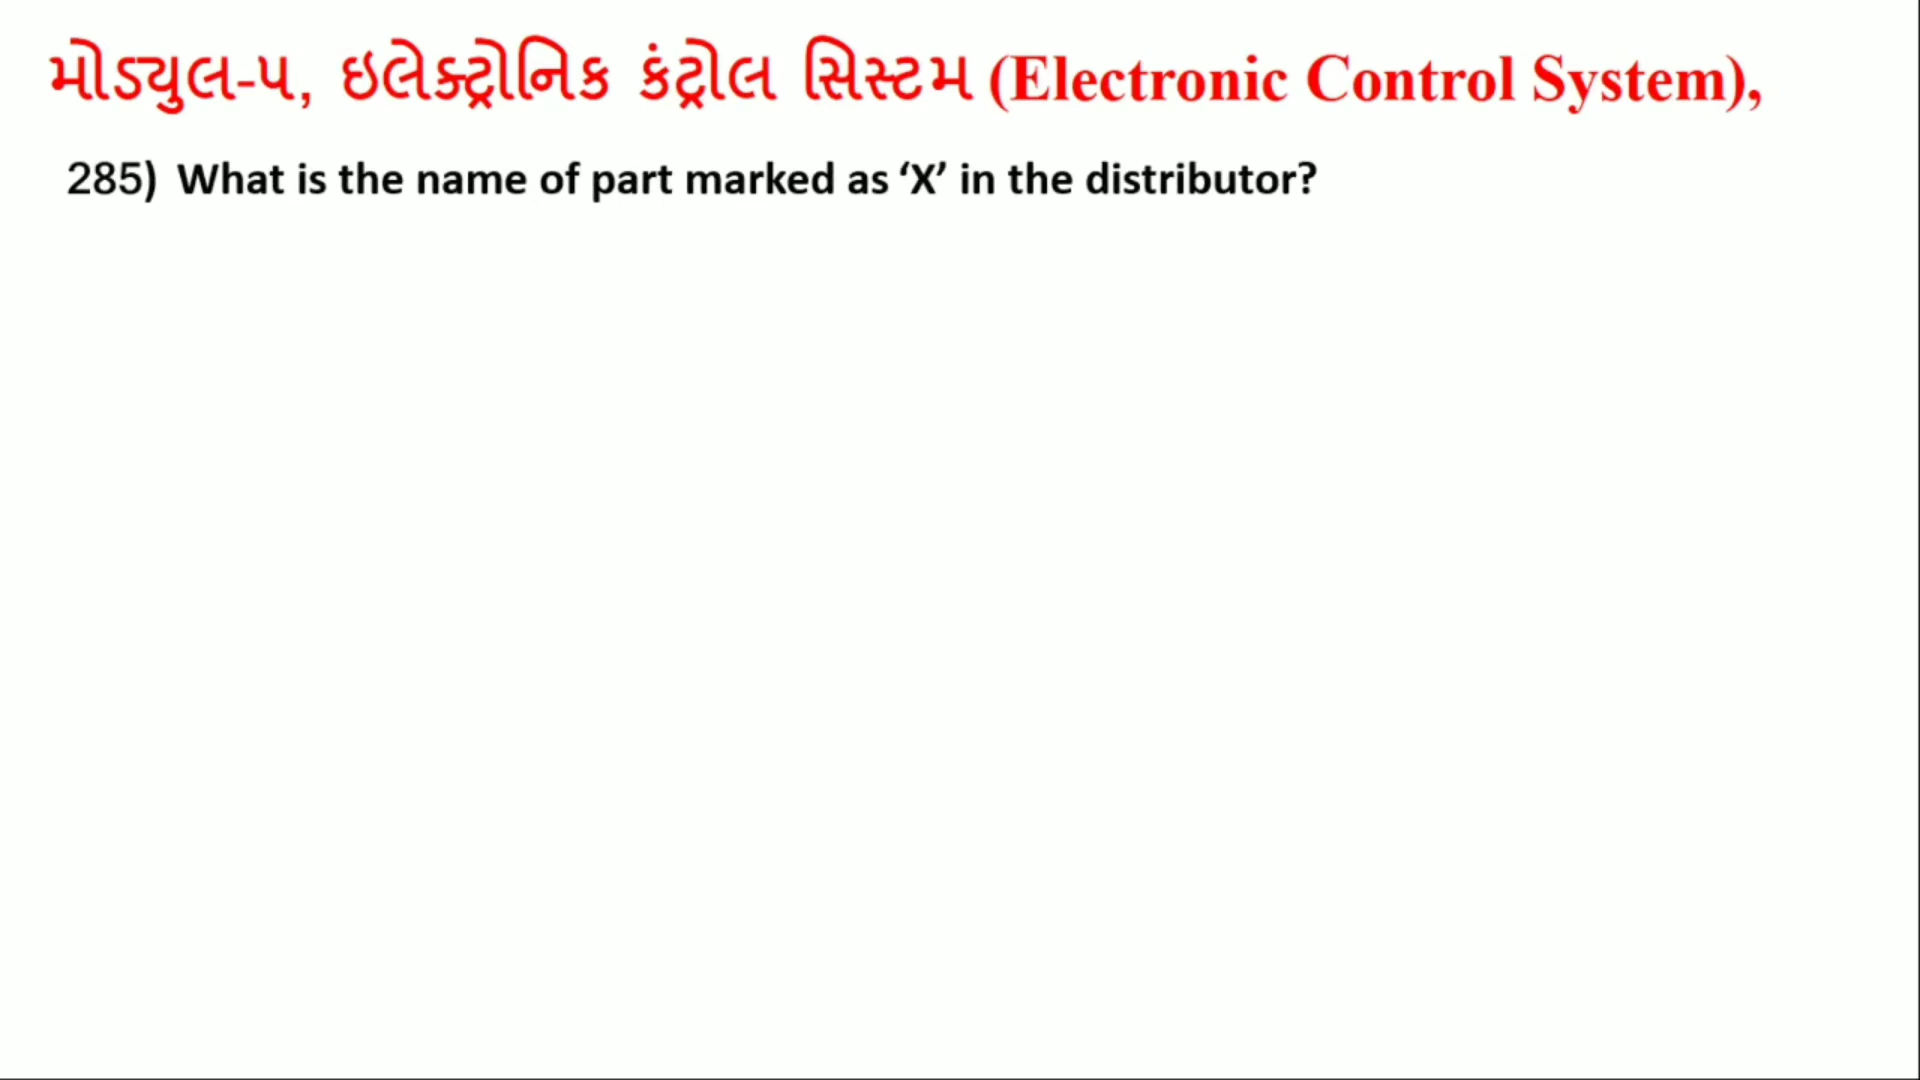 મોડ્યુલ-૫, ઇલેક્ટ્રોનિક કંટ્રોલ સિસ્ટમ (Electronic Control System),
285) What is the name of part marked as ‘X’ in the distributor?